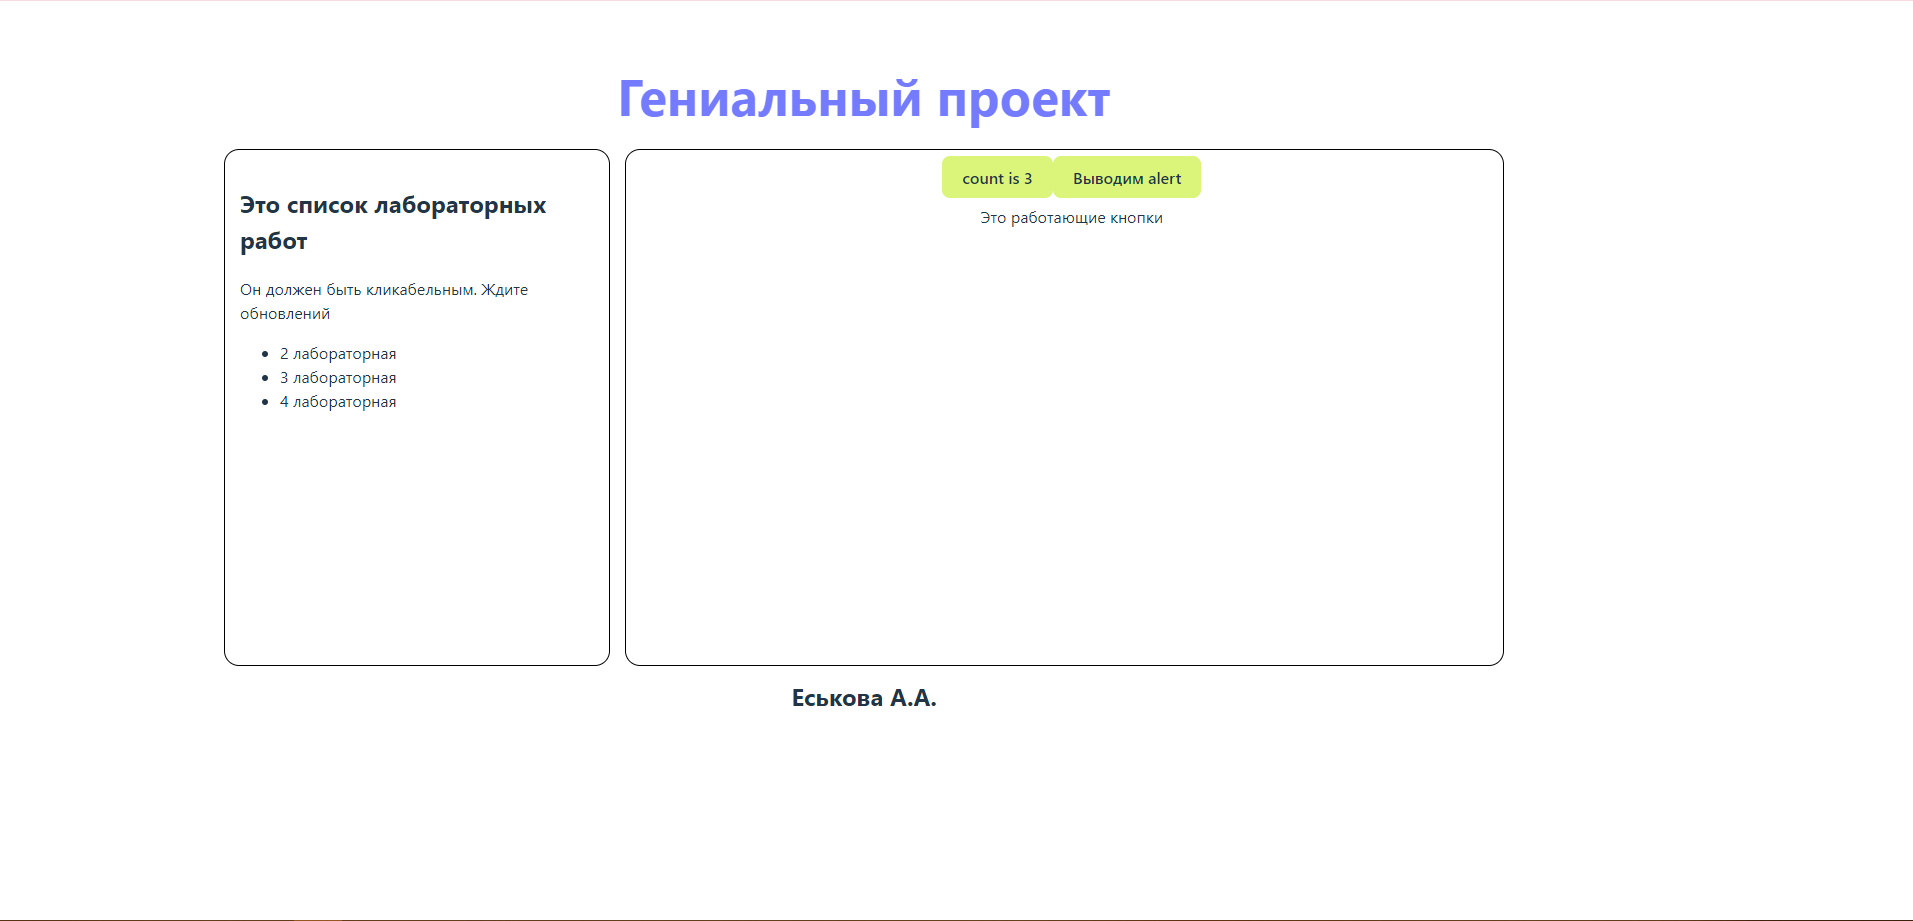 Гениальный проект
Это список лабораторных
работ
Он должен быть кликабельным. Ждите
обновлений
2 лабораторная
3 лабораторная
4 лабораторная
count is 3
Выводим alert
Это работающие кнопки
Еськова А.А.